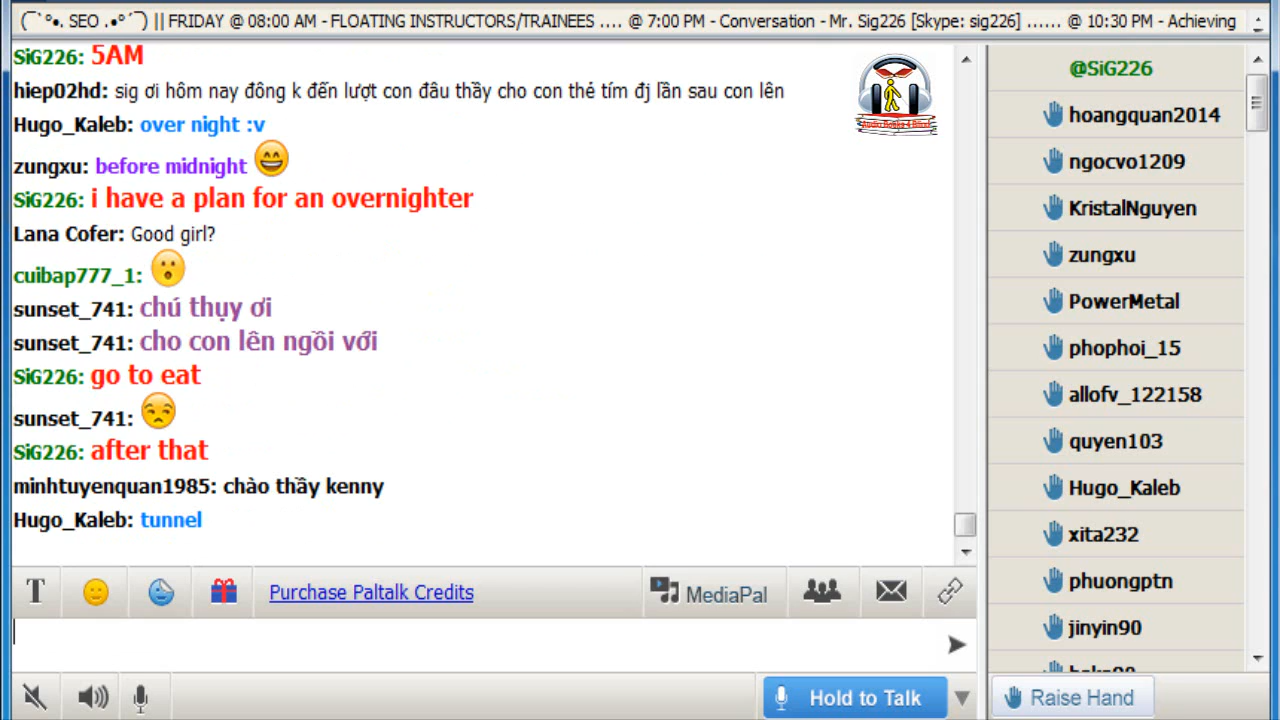 (¯`°•. SEO .•°´¯) || FRIDAY @ 08:00 AM - FLOATING INSTRUCTORS/TRAINEES .... @ 7:00 PM - Conversation - Mr. Sig226 [Skype: sig226] ...... @ 10:30 PM - Achieving
SiG226: 5AM
hiep02hd: sig ơi hôm nay đông k đến lượt con đâu thầy cho con thẻ tím đj lần sau con lên
Hugo_Kaleb: over night :v
zungxu: before midnight
SiG226: i have a plan for an overnighter
Lana Cofer: Good girl?
cuibap777_1:
sunset_741: chú thụy ơi
sunset_741: cho con lên ngồi với
SiG226: go to eat
sunset_741:
SiG226: after that
minhtuyenquan1985: chào thầy kenny
Hugo_Kaleb: tunnel
T
Purchase Paltalk Credits
MediaPal
Hold to Talk
@SiG226
hoangquan2014
ngocvo1209
KristalNguyen
zungxu
PowerMetal
phophoi_15
allofv_122158
quyen103
Hugo_Kaleb
xita232
phuongptn
jinyin90
Raise Hand